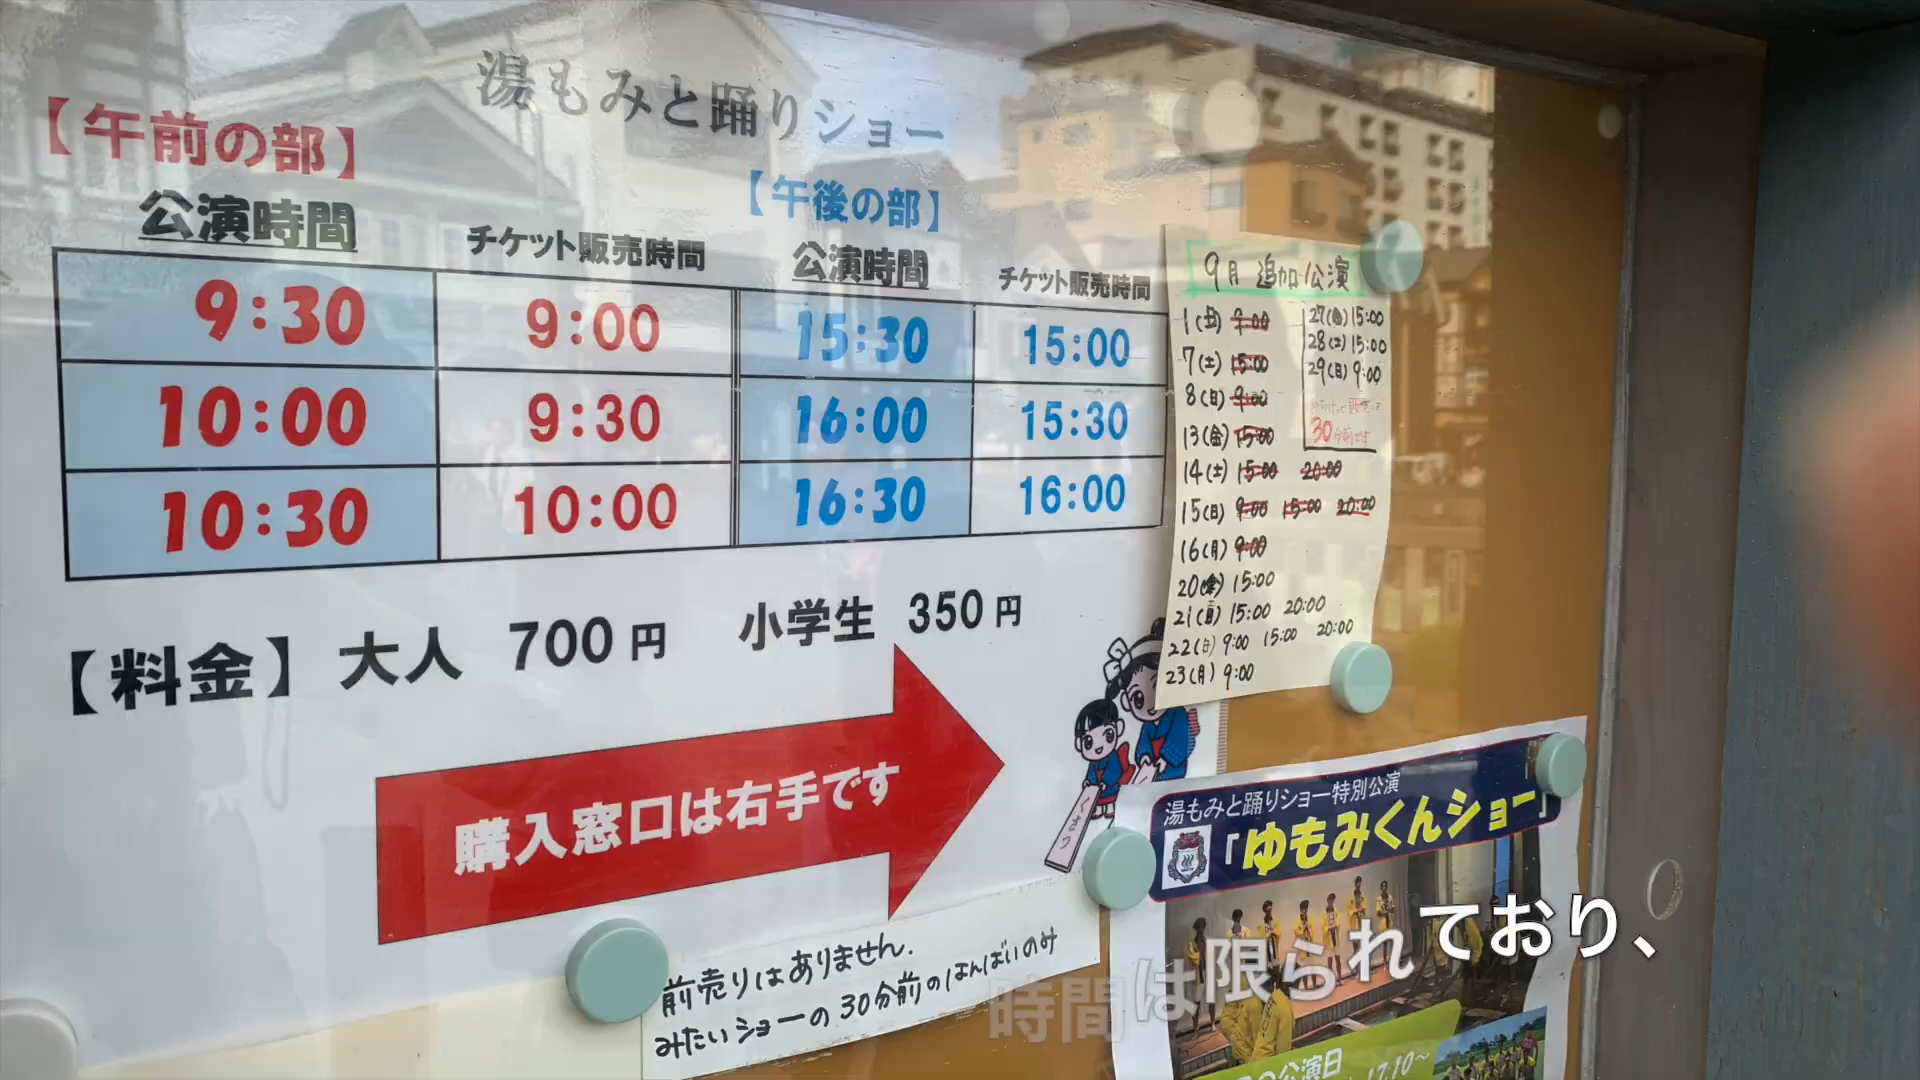 湯もみと踊りショー
【午前の部】
公演時間 チケット販売時間
9:30 9:00
10:00 9:30
10:30 10:00
【午後の部】
公演時間 チケット販売時間
15:30 15:00
16:00 15:30
16:30 16:00
【料金】 大人 700円 小学生 350円
購入窓口は右手です
前売りはありません.
みたいショーの30分前のはんばいのみ
9月 追加公演
1(日) 9:00
7(土) 15:00
8(日) 9:00
13(金) 15:00
14(土) 15:00 20:00
15(日) 9:00 15:00 20:00
16(月) 9:00
20(金) 15:00
21(土) 15:00 20:00
22(日) 9:00 15:00 20:00
23(月) 9:00
27(金) 15:00
28(土) 15:00
29(日) 9:00
30分前です
くさつ
湯もみと踊りショー特別公演
「ゆもみくんショー」
公演日
17:10~
時間は限られており、